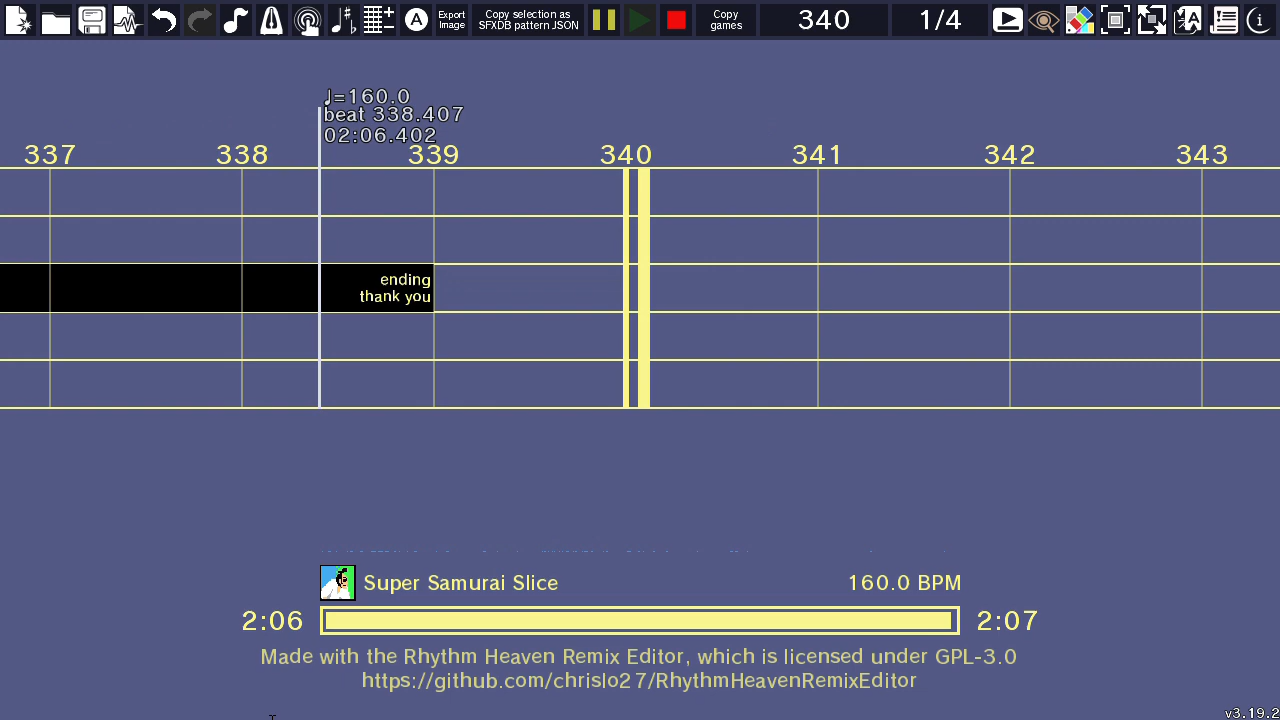 Export
Image
Copy selection as
SFXDB pattern JSON
Copy
games
340
1/4
♩=160.0
beat 338.407
02:06.402
337 338 339 340 341 342 343
ending
thank you
Super Samurai Slice
160.0 BPM
2:06
2:07
Made with the Rhythm Heaven Remix Editor, which is licensed under GPL-3.0
https://github.com/chrislo27/RhythmHeavenRemixEditor
v3.19.2